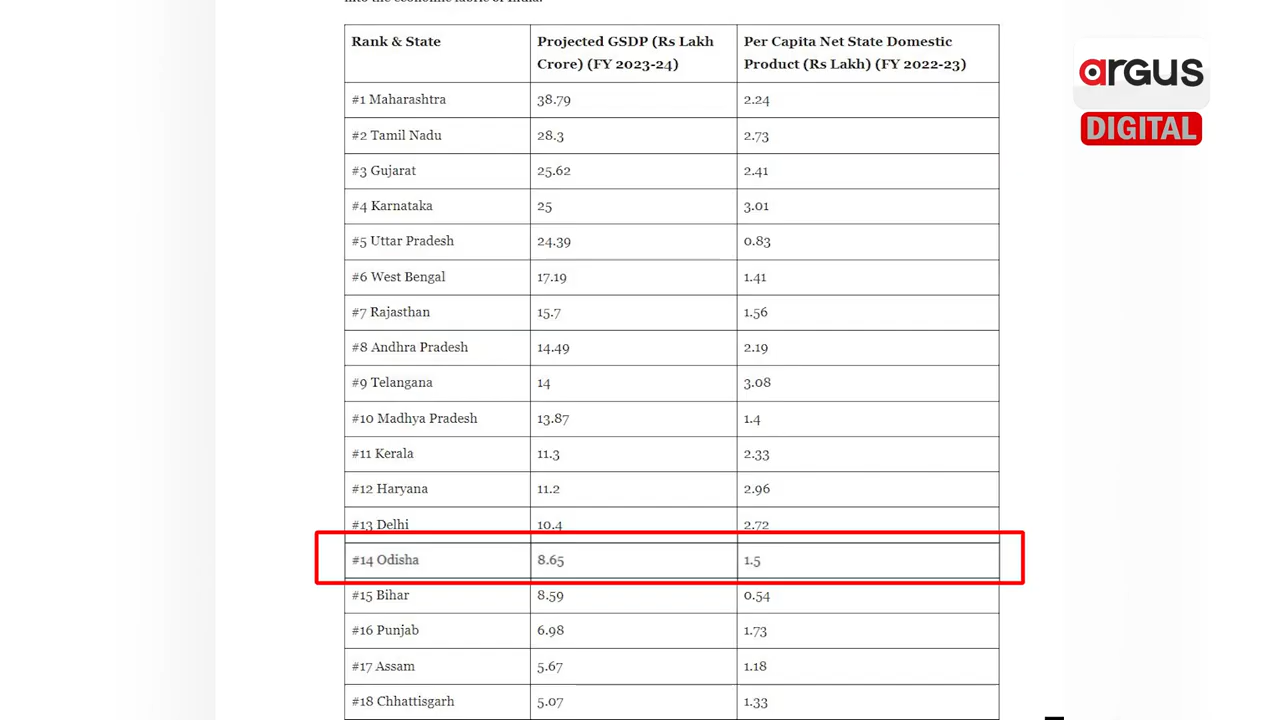 into the economic fabric of India.
Rank & State Projected GSDP (Rs Lakh Crore) (FY 2023-24) Per Capita Net State Domestic Product (Rs Lakh) (FY 2022-23)
#1 Maharashtra 38.79 2.24
#2 Tamil Nadu 28.3 2.73
#3 Gujarat 25.62 2.41
#4 Karnataka 25 3.01
#5 Uttar Pradesh 24.39 0.83
#6 West Bengal 17.19 1.41
#7 Rajasthan 15.7 1.56
#8 Andhra Pradesh 14.49 2.19
#9 Telangana 14 3.08
#10 Madhya Pradesh 13.87 1.4
#11 Kerala 11.3 2.33
#12 Haryana 11.2 2.96
#13 Delhi 10.4 2.72
#14 Odisha 8.65 1.5
#15 Bihar 8.59 0.54
#16 Punjab 6.98 1.73
#17 Assam 5.67 1.18
#18 Chhattisgarh 5.07 1.33
argus
DIGITAL